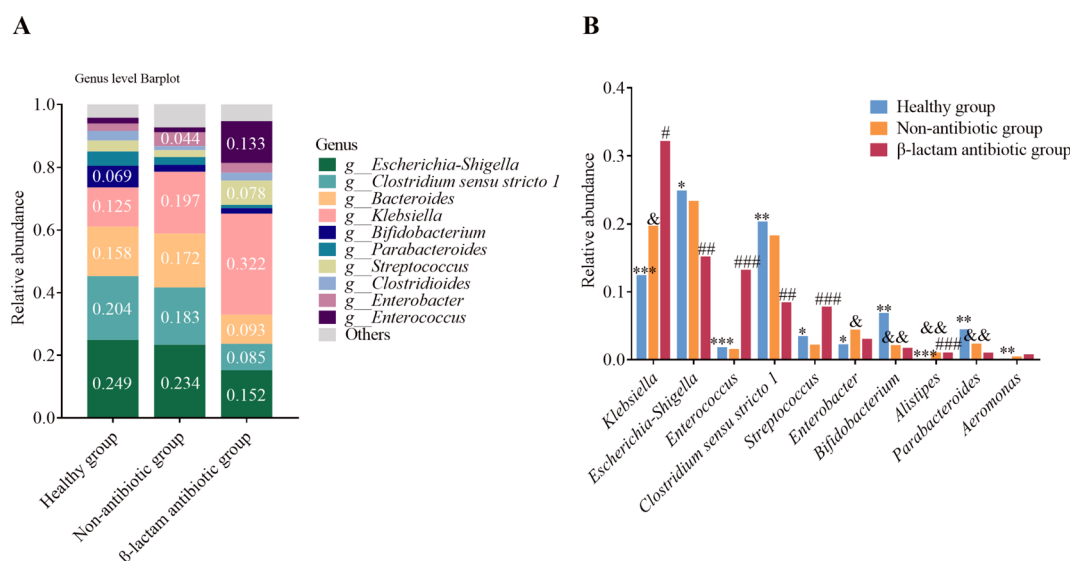 A
Genus level Barplot
Relative abundance
1.0
0.8
0.6
0.4
0.2
0.0
0.069
0.125
0.158
0.204
0.249
0.044
0.197
0.172
0.183
0.234
0.133
0.078
0.322
0.093
0.085
0.152
Healthy group
Non-antibiotic group
β-lactam antibiotic group
Genus
g__Escherichia-Shigella
g__Clostridium sensu stricto 1
g__Bacteroides
g__Klebsiella
g__Bifidobacterium
g__Parabacteroides
g__Streptococcus
g__Clostridioides
g__Enterobacter
g__Enterococcus
Others
B
Relative abundance
0.4
0.3
0.2
0.1
0.0
Healthy group
Non-antibiotic group
β-lactam antibiotic group
***
&
#
*
##
***
###
**
##
*
###
*
&
**
&&
***
&&
###
**
&&
**
Klebsiella
Escherichia-Shigella
Enterococcus
Clostridium sensu stricto 1
Streptococcus
Enterobacter
Bifidobacterium
Alistipes
Parabacteroides
Aeromonas